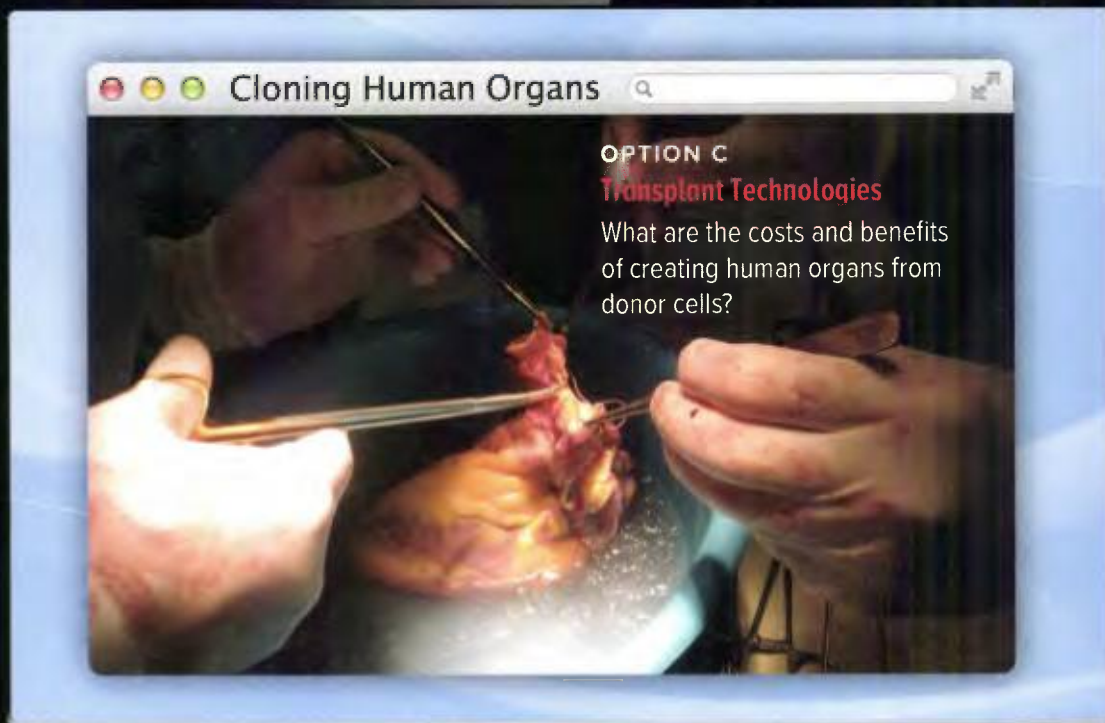 Cloning Human Organs
OPTION C
Transplant Technologies
What are the costs and benefits
of creating human organs from
donor cells?